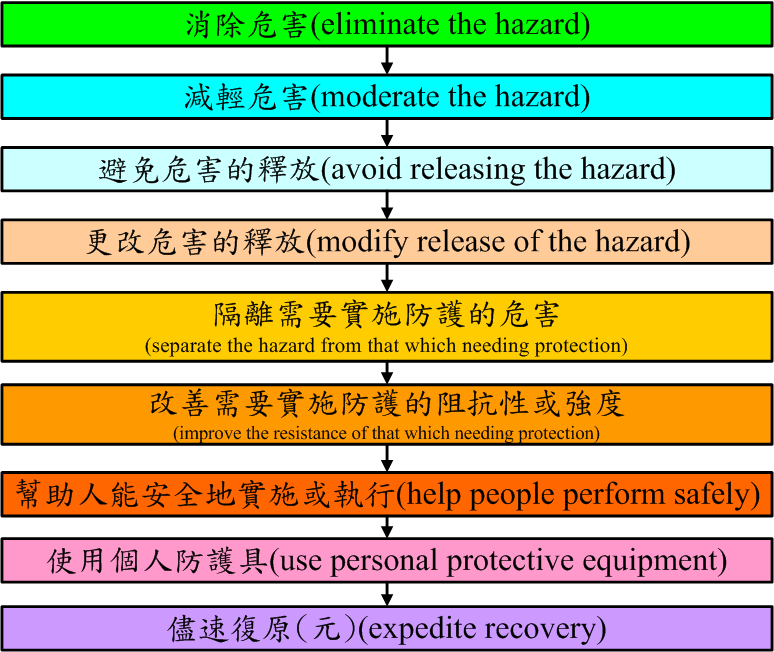 消除危害(eliminate the hazard)
減輕危害(moderate the hazard)
避免危害的釋放(avoid releasing the hazard)
更改危害的釋放(modify release of the hazard)
隔離需要實施防護的危害
(separate the hazard from that which needing protection)
改善需要實施防護的阻抗性或強度
(improve the resistance of that which needing protection)
幫助人能安全地實施或執行(help people perform safely)
使用個人防護具(use personal protective equipment)
儘速復原(元)(expedite recovery)